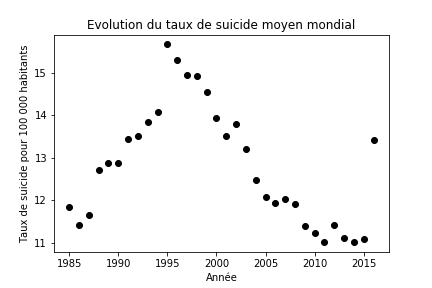 Evolution du taux de suicide moyen mondial
Taux de suicide pour 100 000 habitants
15
14
13
12
11
1985 1990 1995 2000 2005 2010 2015
Année